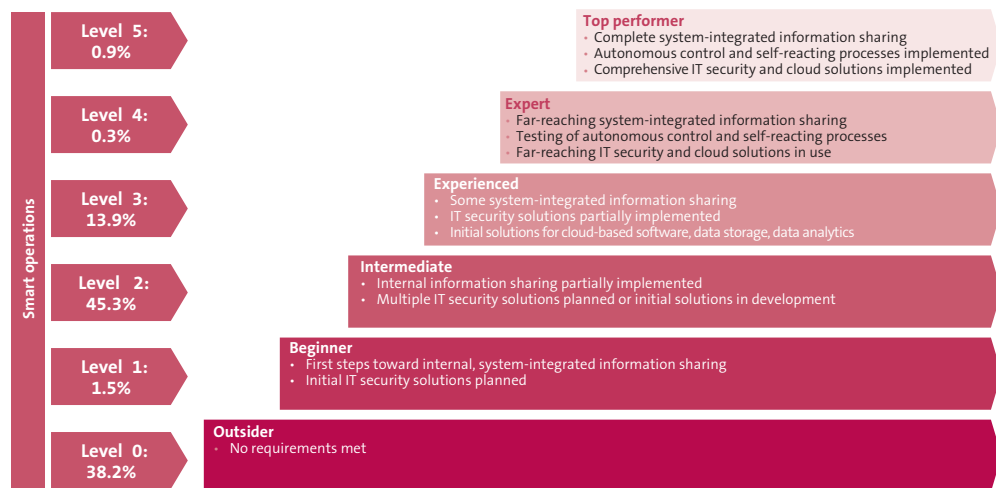 Smart operations
Level 5:
0.9%
Top performer
• Complete system-integrated information sharing
• Autonomous control and self-reacting processes implemented
• Comprehensive IT security and cloud solutions implemented
Level 4:
0.3%
Expert
• Far-reaching system-integrated information sharing
• Testing of autonomous control and self-reacting processes
• Far-reaching IT security and cloud solutions in use
Level 3:
13.9%
Experienced
• Some system-integrated information sharing
• IT security solutions partially implemented
• Initial solutions for cloud-based software, data storage, data analytics
Level 2:
45.3%
Intermediate
• Internal information sharing partially implemented
• Multiple IT security solutions planned or initial solutions in development
Level 1:
1.5%
Beginner
• First steps toward internal, system-integrated information sharing
• Initial IT security solutions planned
Level 0:
38.2%
Outsider
• No requirements met